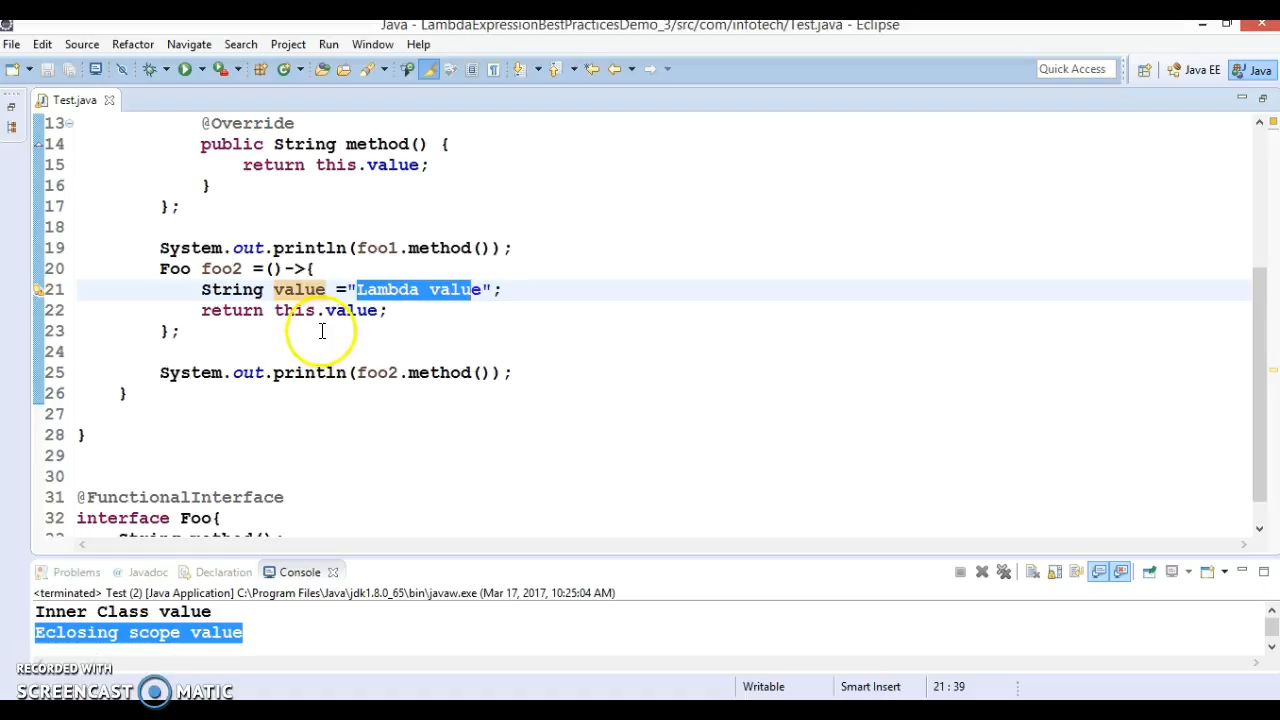 Java - LambdaExpressionBestPracticesDemo_3/src/com/infotech/Test.java - Eclipse
File Edit Source Refactor Navigate Search Project Run Window Help
Quick Access Java EE Java
Test.java
13 @Override
14 public String method() {
15 return this.value;
16 }
17 };
18
19 System.out.println(foo1.method());
20 Foo foo2 =()->{
21 String value ="Lambda value";
22 return this.value;
23 };
24
25 System.out.println(foo2.method());
26 }
27
28 }
29
30
31 @FunctionalInterface
32 interface Foo{
Problems Javadoc Declaration Console
<terminated> Test (2) [Java Application] C:\Program Files\Java\jdk1.8.0_65\bin\javaw.exe (Mar 17, 2017, 10:25:04 AM)
Inner Class value
Eclosing scope value
RECORDED WITH
SCREENCAST MATIC
Writable Smart Insert 21 : 39